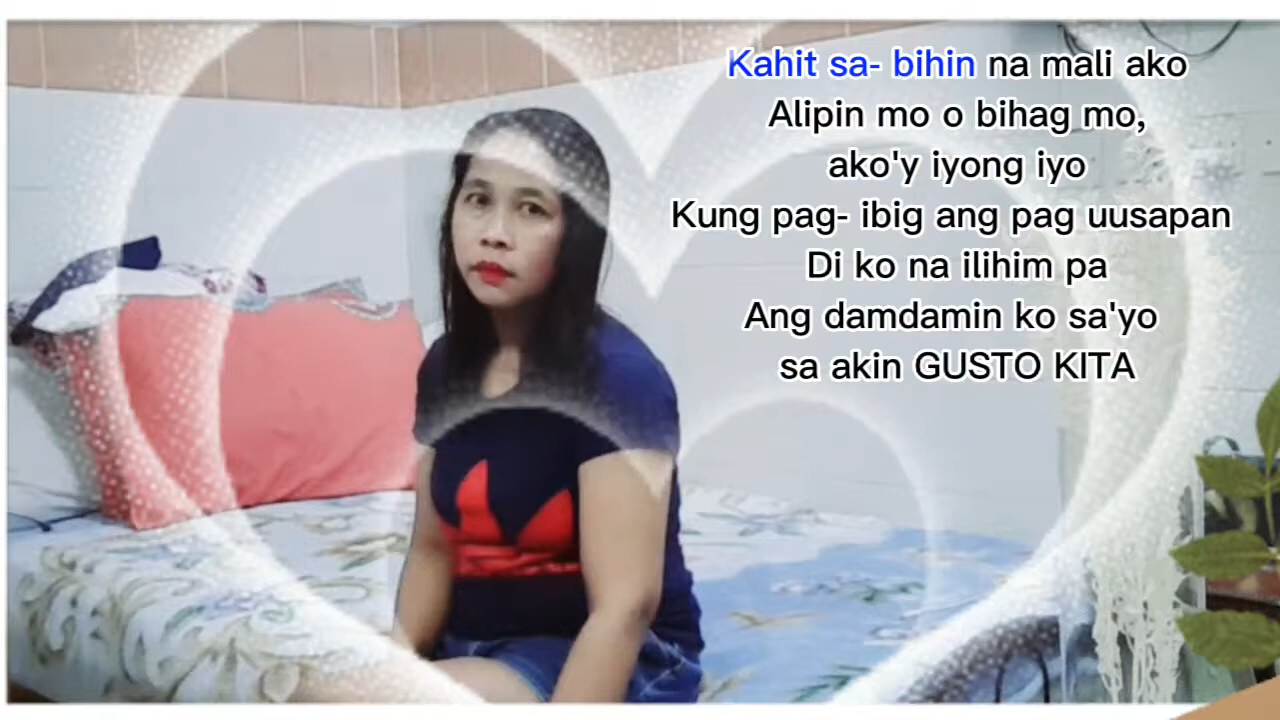 Kahit sa- bihin na mali ako
Alipin mo o bihag mo,
ako'y iyong iyo
Kung pag- ibig ang pag uusapan
Di ko na ilihim pa
Ang damdamin ko sa'yo
sa akin GUSTO KITA